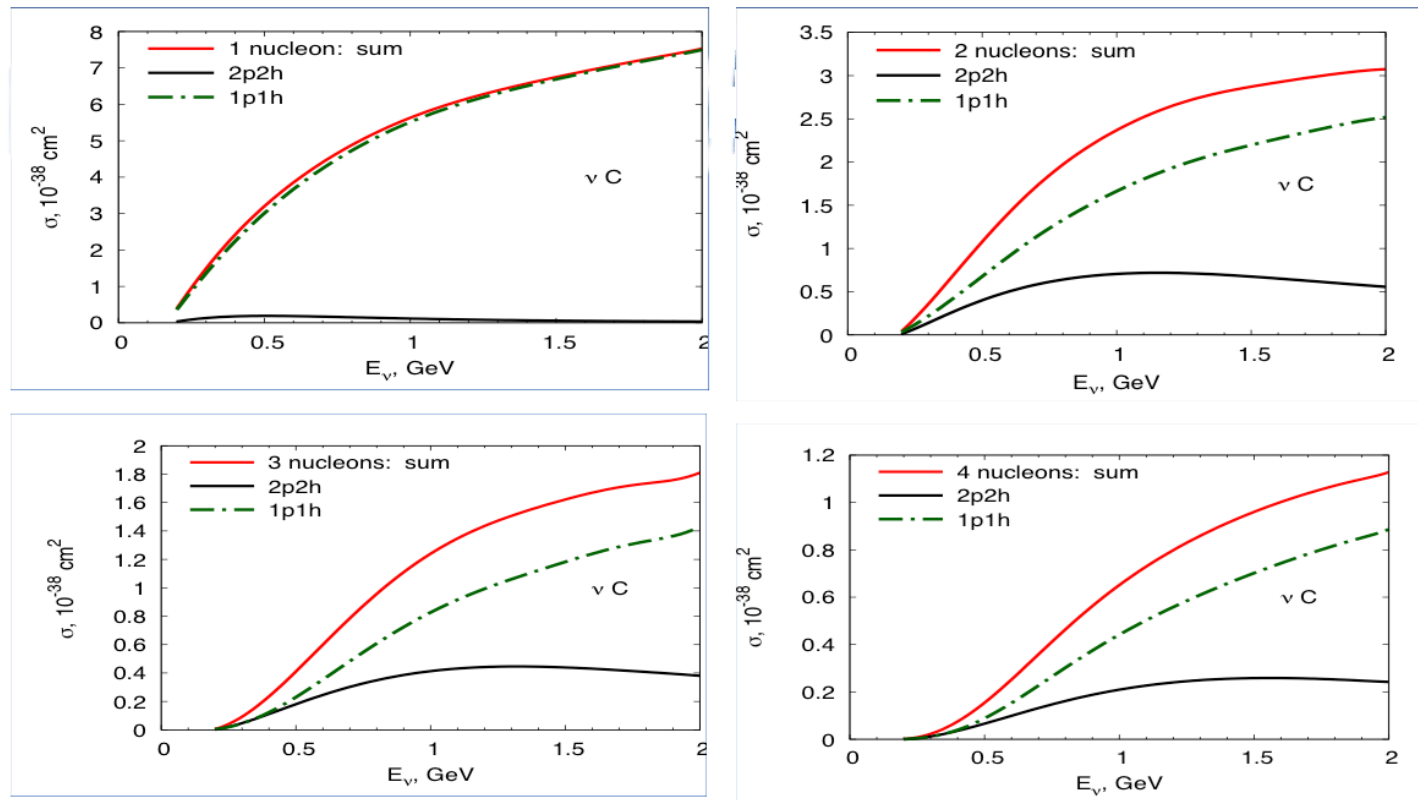 8
7
6
5
4
3
2
1
0
σ, 10-38 cm2
1 nucleon: sum
2p2h
1p1h
ν C
0
0.5
1
1.5
2
Eν, GeV
3.5
3
2.5
2
1.5
1
0.5
0
σ, 10-38 cm2
2 nucleons: sum
2p2h
1p1h
ν C
0
0.5
1
1.5
2
Eν, GeV
2
1.8
1.6
1.4
1.2
1
0.8
0.6
0.4
0.2
0
σ, 10-38 cm2
3 nucleons: sum
2p2h
1p1h
ν C
0
0.5
1
1.5
2
Eν, GeV
1.2
1
0.8
0.6
0.4
0.2
0
σ, 10-38 cm2
4 nucleons: sum
2p2h
1p1h
ν C
0
0.5
1
1.5
2
Eν, GeV